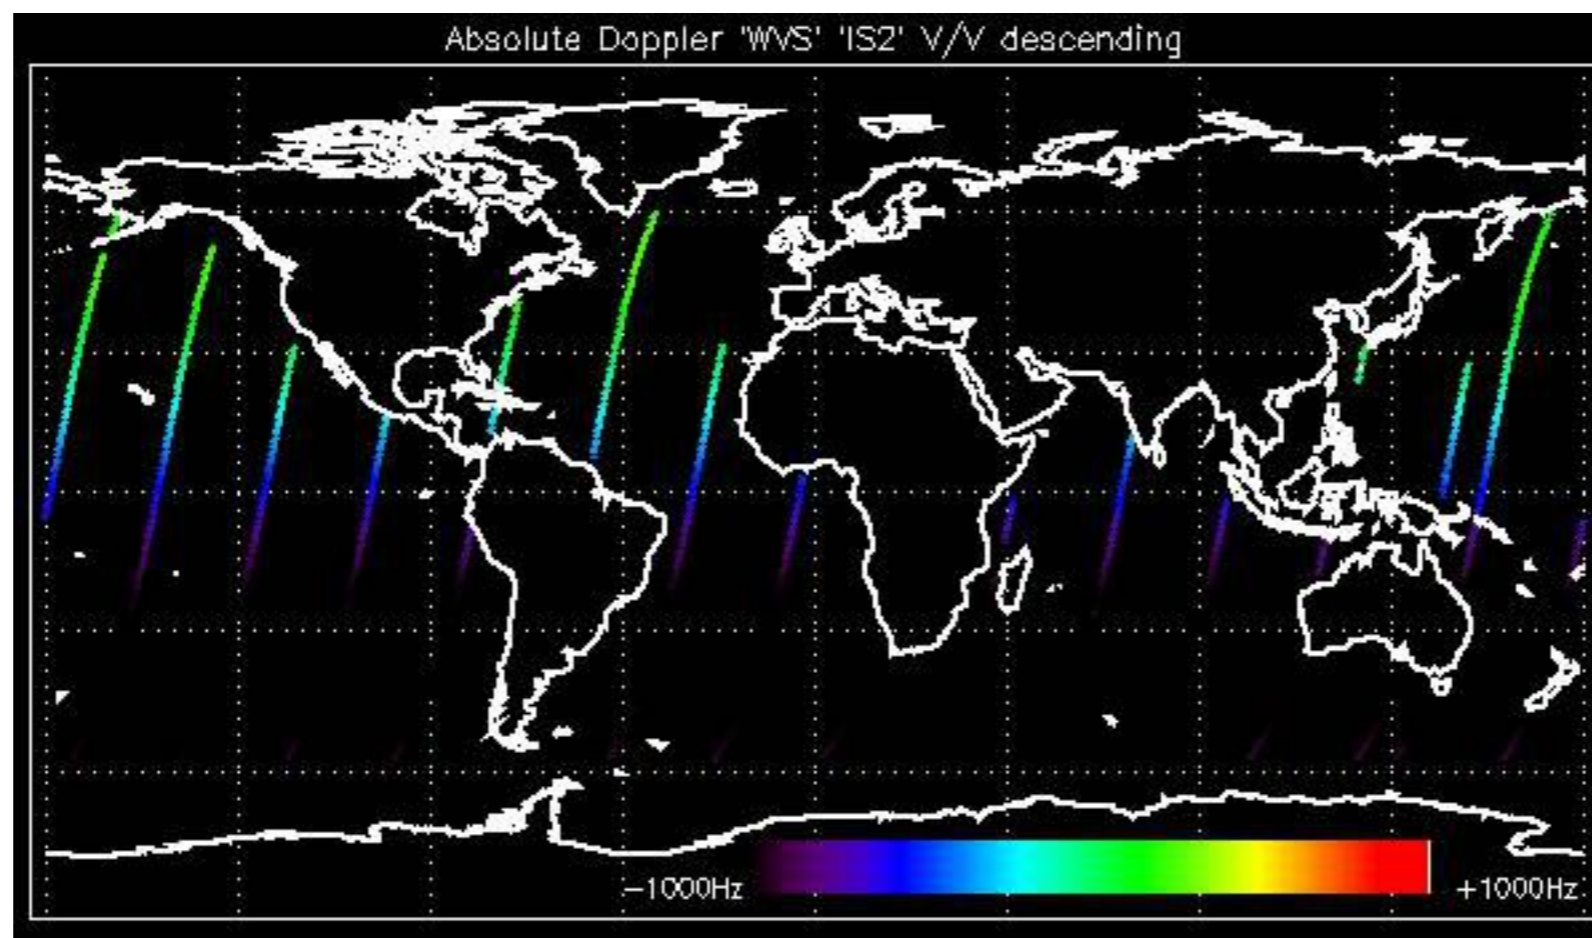 Absolute Doppler 'WVS' 'IS2' V/V descending
−1000Hz +1000Hz